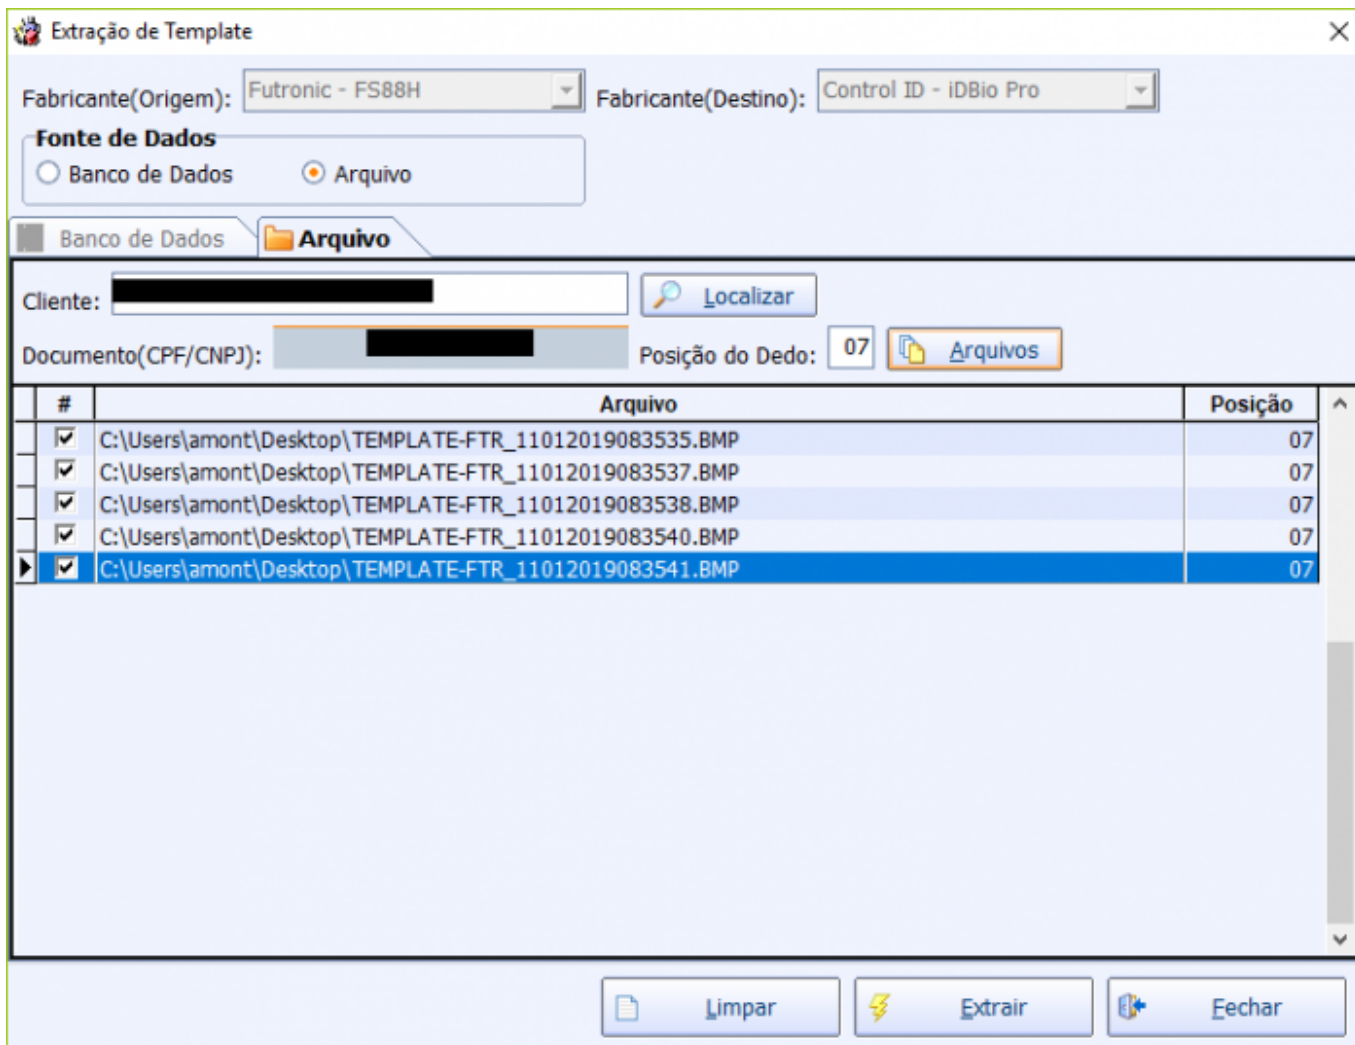 Extração de Template
Fabricante(Origem): Futronic - FS88H Fabricante(Destino): Control ID - iDBio Pro
Fonte de Dados
Banco de Dados Arquivo
Banco de Dados Arquivo
Cliente: Localizar
Documento(CPF/CNPJ): Posição do Dedo: 07 Arquivos
# Arquivo Posição
C:\Users\amont\Desktop\TEMPLATE-FTR_11012019083535.BMP 07
C:\Users\amont\Desktop\TEMPLATE-FTR_11012019083537.BMP 07
C:\Users\amont\Desktop\TEMPLATE-FTR_11012019083538.BMP 07
C:\Users\amont\Desktop\TEMPLATE-FTR_11012019083540.BMP 07
C:\Users\amont\Desktop\TEMPLATE-FTR_11012019083541.BMP 07
Limpar Extrair Fechar